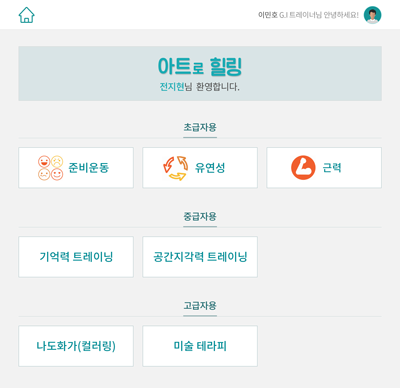 이민호 G.I 트레이너님 안녕하세요!
아트로 힐링
전지현님 환영합니다.
초급자용
준비운동
유연성
근력
중급자용
기억력 트레이닝
공간지각력 트레이닝
고급자용
나도화가(컬러링)
미술 테라피